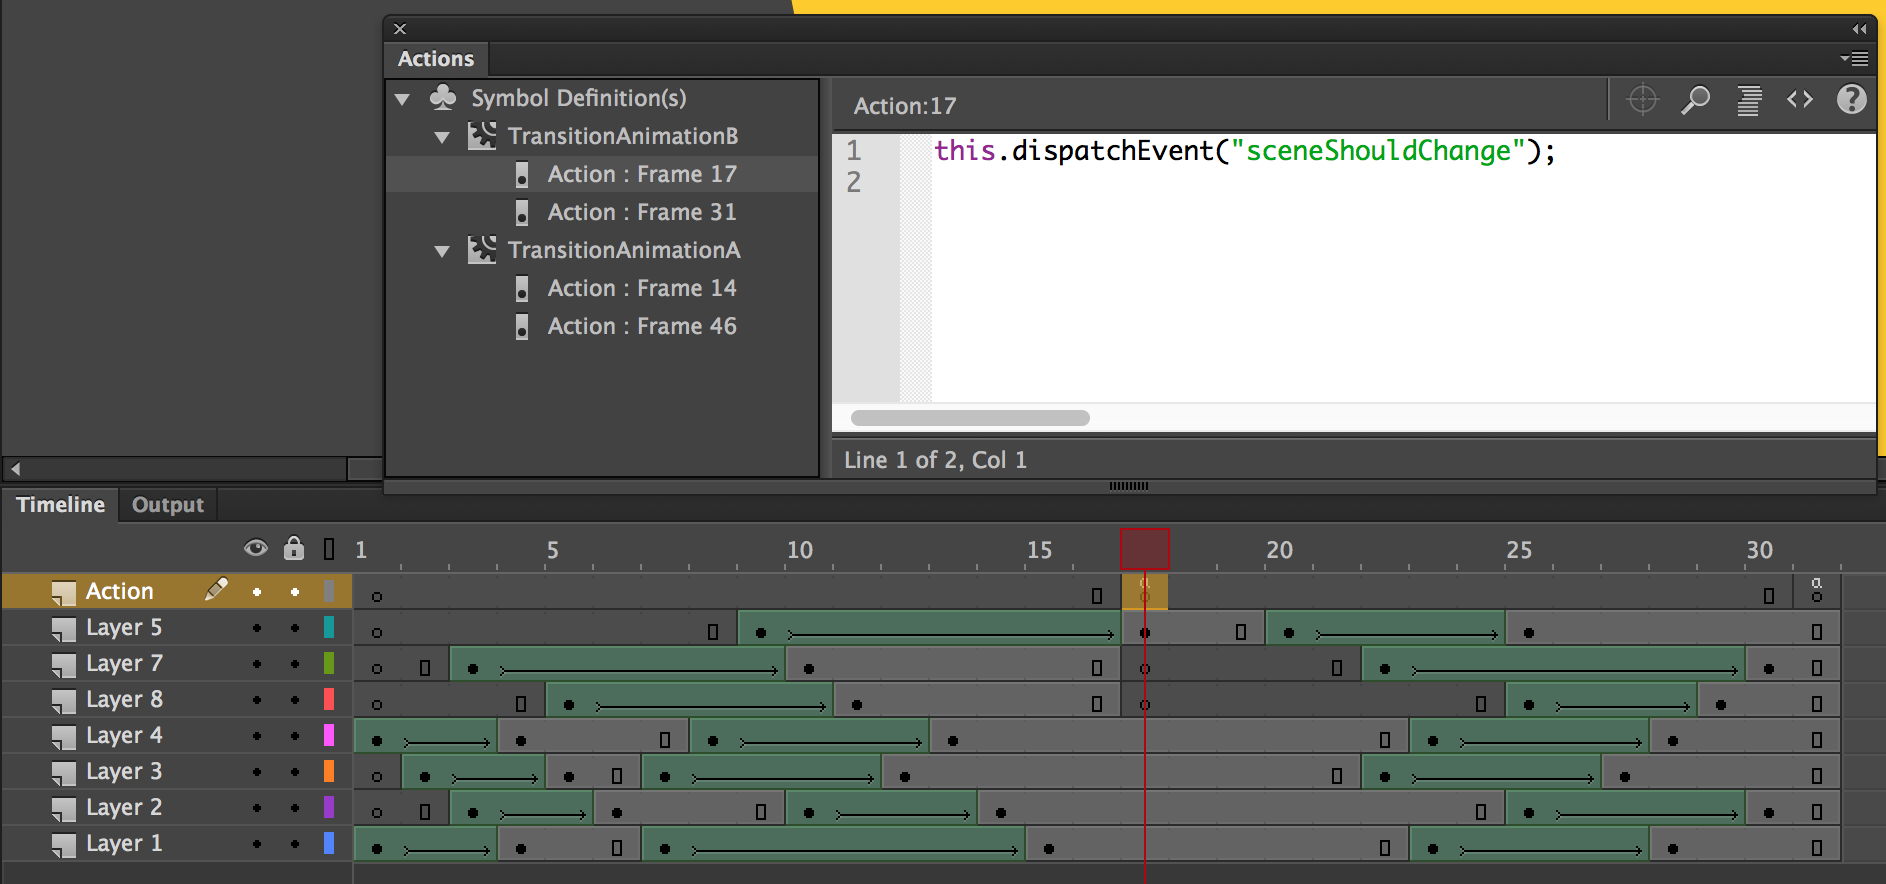 Actions
Symbol Definition(s)
TransitionAnimationB
Action : Frame 17
Action : Frame 31
TransitionAnimationA
Action : Frame 14
Action : Frame 46
Action:17
1 this.dispatchEvent("sceneShouldChange");
2
Line 1 of 2, Col 1
Timeline Output
1 5 10 15 20 25 30
Action
Layer 5
Layer 7
Layer 8
Layer 4
Layer 3
Layer 2
Layer 1